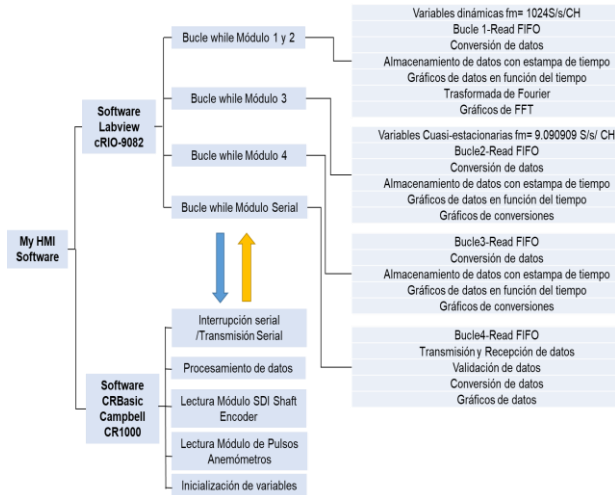 My HMI
Software
Software
Labview
cRIO-9082
Bucle while Módulo 1 y 2
Bucle while Módulo 3
Bucle while Módulo 4
Bucle while Módulo Serial
Variables dinámicas fm= 1024S/s/CH
Bucle 1-Read FIFO
Conversión de datos
Almacenamiento de datos con estampa de tiempo
Gráficos de datos en función del tiempo
Trasformada de Fourier
Gráficos de FFT
Variables Cuasi-estacionarias fm= 9.090909 S/s/ CH
Bucle2-Read FIFO
Conversión de datos
Almacenamiento de datos con estampa de tiempo
Gráficos de datos en función del tiempo
Gráficos de conversiones
Bucle3-Read FIFO
Conversión de datos
Almacenamiento de datos con estampa de tiempo
Gráficos de datos en función del tiempo
Gráficos de conversiones
Bucle4-Read FIFO
Transmisión y Recepción de datos
Validación de datos
Conversión de datos
Gráficos de datos
Software
CRBasic
Campbell
CR1000
Interrupción serial
/Transmisión Serial
Procesamiento de datos
Lectura Módulo SDI Shaft
Encoder
Lectura Módulo de Pulsos
Anemómetros
Inicialización de variables